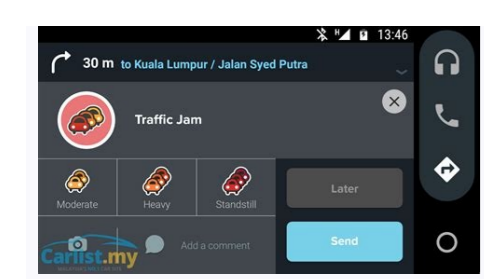 H 13:46
30 m to Kuala Lumpur / Jalan Syed Putra
Traffic Jam
Moderate Heavy Standstill Later
Add a comment Send
Carlist.my